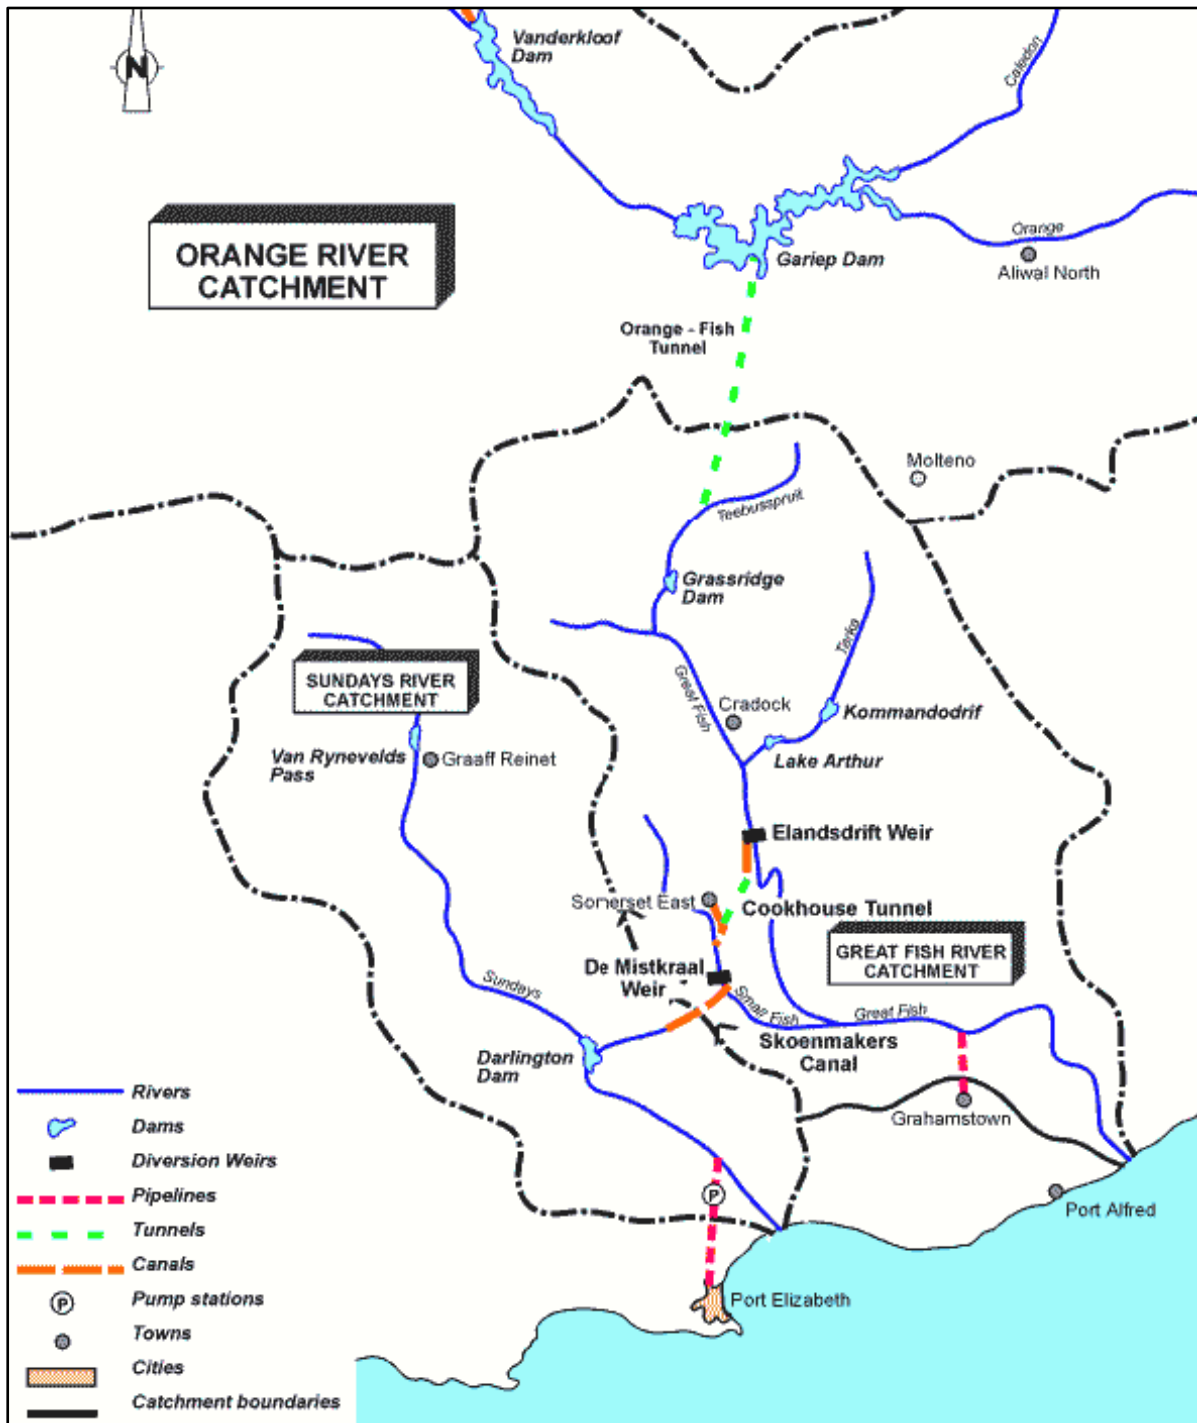 Vanderkloof
Dam
Caledon
N
ORANGE RIVER
CATCHMENT
Gariep Dam
Orange
Aliwal North
Orange - Fish
Tunnel
Molteno
Teebusspruit
Grassridge
Dam
Tarka
SUNDAYS RIVER
CATCHMENT
Great Fish
Cradock
Kommandodrif
Van Rynevelds
Pass
Graaff Reinet
Lake Arthur
Elandsdrift Weir
Somerset East
Cookhouse Tunnel
GREAT FISH RIVER
CATCHMENT
De Mistkraal
Weir
Sundays
Small Fish
Great Fish
Skoenmakers
Canal
Darlington
Dam
Grahamstown
Port Alfred
P
Port Elizabeth
Rivers
Dams
Diversion Weirs
Pipelines
Tunnels
Canals
P
Pump stations
Towns
Cities
Catchment boundaries